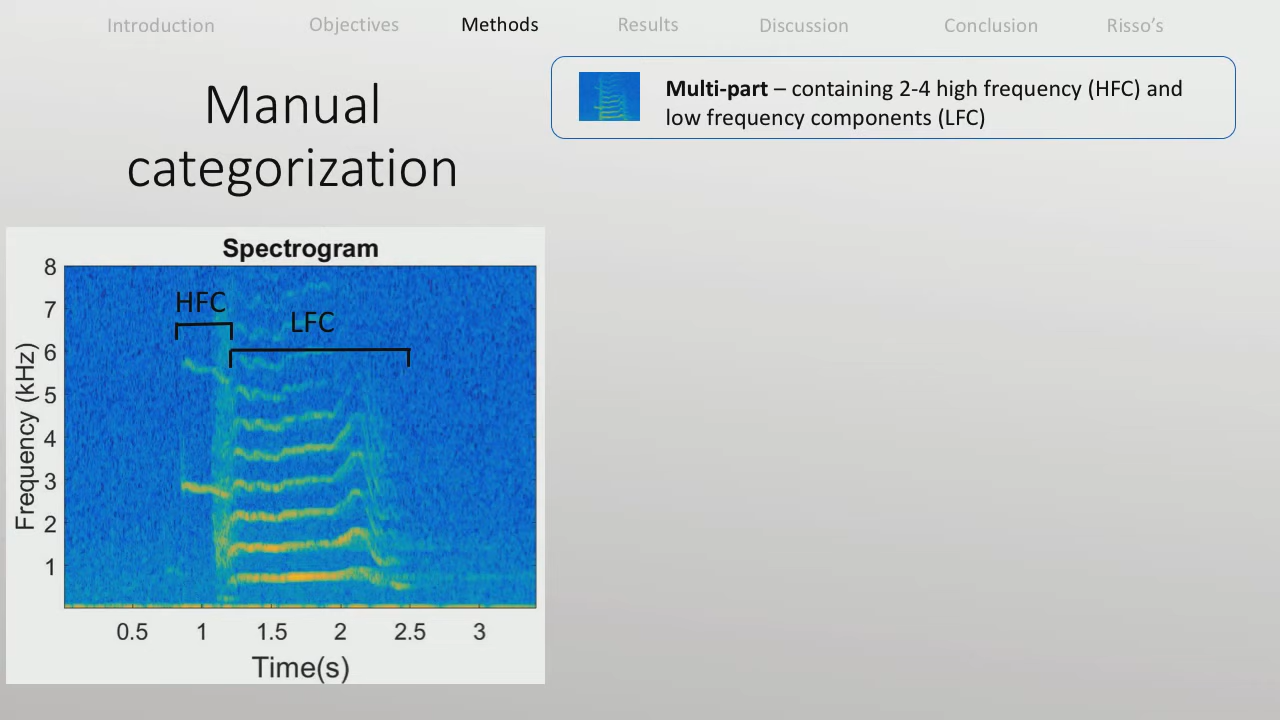 Introduction
Objectives
Methods
Results
Discussion
Conclusion
Risso's
Manual
categorization
Multi-part – containing 2-4 high frequency (HFC) and
low frequency components (LFC)
Spectrogram
HFC
LFC
Frequency (kHz)
8
7
6
5
4
3
2
1
0.5
1
1.5
2
2.5
3
Time(s)